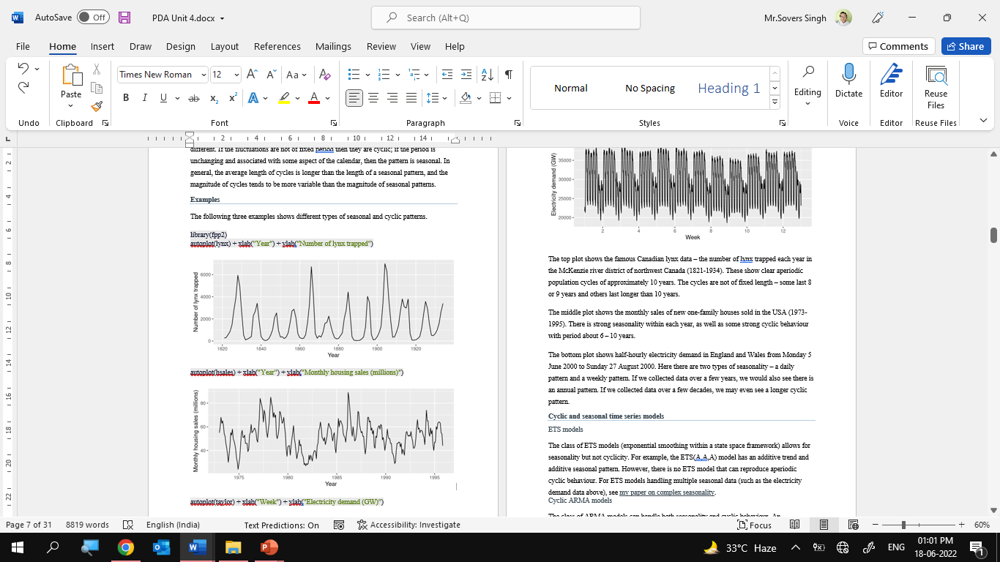 AutoSave Off PDA Unit 4.docx Search (Alt+Q) Mr.Sovers Singh
File Home Insert Draw Design Layout References Mailings Review View Help Comments Share
Times New Roman 12 Aa
Paste
B I U ab x₂ x² A A
Normal No Spacing Heading 1
Editing Dictate Editor Reuse Files
Undo Clipboard Font Paragraph Styles Voice Editor Reuse Files
2 4 6 8 10 12 14
2
4
6
8
10
12
14
16
18
20
22
different. If the fluctuations are not of fixed period then they are cyclic; if the period is
unchanging and associated with some aspect of the calendar, then the pattern is seasonal. In
general, the average length of cycles is longer than the length of a seasonal pattern, and the
magnitude of cycles tends to be more variable than the magnitude of seasonal patterns.
Examples
The following three examples shows different types of seasonal and cyclic patterns.
library(fpp2)
autoplot(lynx) + xlab("Year") + ylab("Number of lynx trapped")
Number of lynx trapped
6000
4000
2000
0
1820 1840 1860 1880 1900 1920
Year
autoplot(hsales) + xlab("Year") + ylab("Monthly housing sales (millions)")
Monthly housing sales (millions)
80
60
40
1975 1980 1985 1990 1995
Year
autoplot(taylor) + xlab("Week") + ylab("Electricity demand (GW)")
Electricity demand (GW)
35000
30000
25000
20000
2 4 6 8 10 12
Week
The top plot shows the famous Canadian lynx data – the number of lynx trapped each year in
the McKenzie river district of northwest Canada (1821-1934). These show clear aperiodic
population cycles of approximately 10 years. The cycles are not of fixed length – some last 8
or 9 years and others last longer than 10 years.
The middle plot shows the monthly sales of new one-family houses sold in the USA (1973-
1995). There is strong seasonality within each year, as well as some strong cyclic behaviour
with period about 6 – 10 years.
The bottom plot shows half-hourly electricity demand in England and Wales from Monday 5
June 2000 to Sunday 27 August 2000. Here there are two types of seasonality – a daily
pattern and a weekly pattern. If we collected data over a few years, we would also see there is
an annual pattern. If we collected data over a few decades, we may even see a longer cyclic
pattern.
Cyclic and seasonal time series models
ETS models
The class of ETS models (exponential smoothing within a state space framework) allows for
seasonality but not cyclicity. For example, the ETS(A,A,A) model has an additive trend and
additive seasonal pattern. However, there is no ETS model that can reproduce aperiodic
cyclic behaviour. For ETS models handling multiple seasonal data (such as the electricity
demand data above), see my paper on complex seasonality.
Cyclic ARMA models
The class of ARMA models can handle both seasonality and cyclic behaviour. An
Page 7 of 31 8819 words English (India) Text Predictions: On Accessibility: Investigate Focus 60%
33°C Haze ENG 01:01 PM
18-06-2022 1